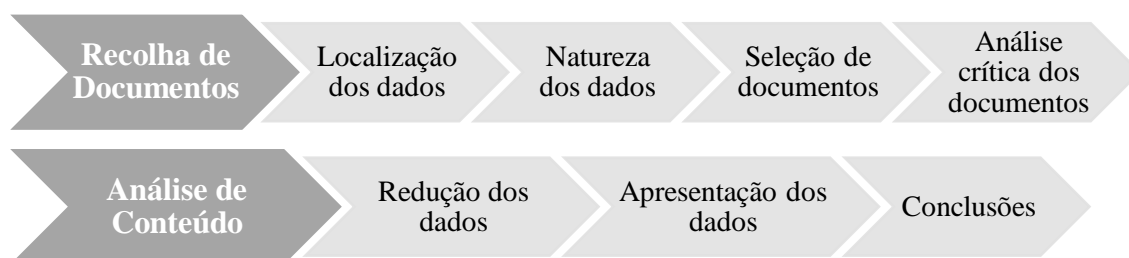 Recolha de
Documentos
Localização
dos dados
Natureza
dos dados
Seleção de
documentos
Análise
crítica dos
documentos
Análise de
Conteúdo
Redução dos
dados
Apresentação dos
dados
Conclusões